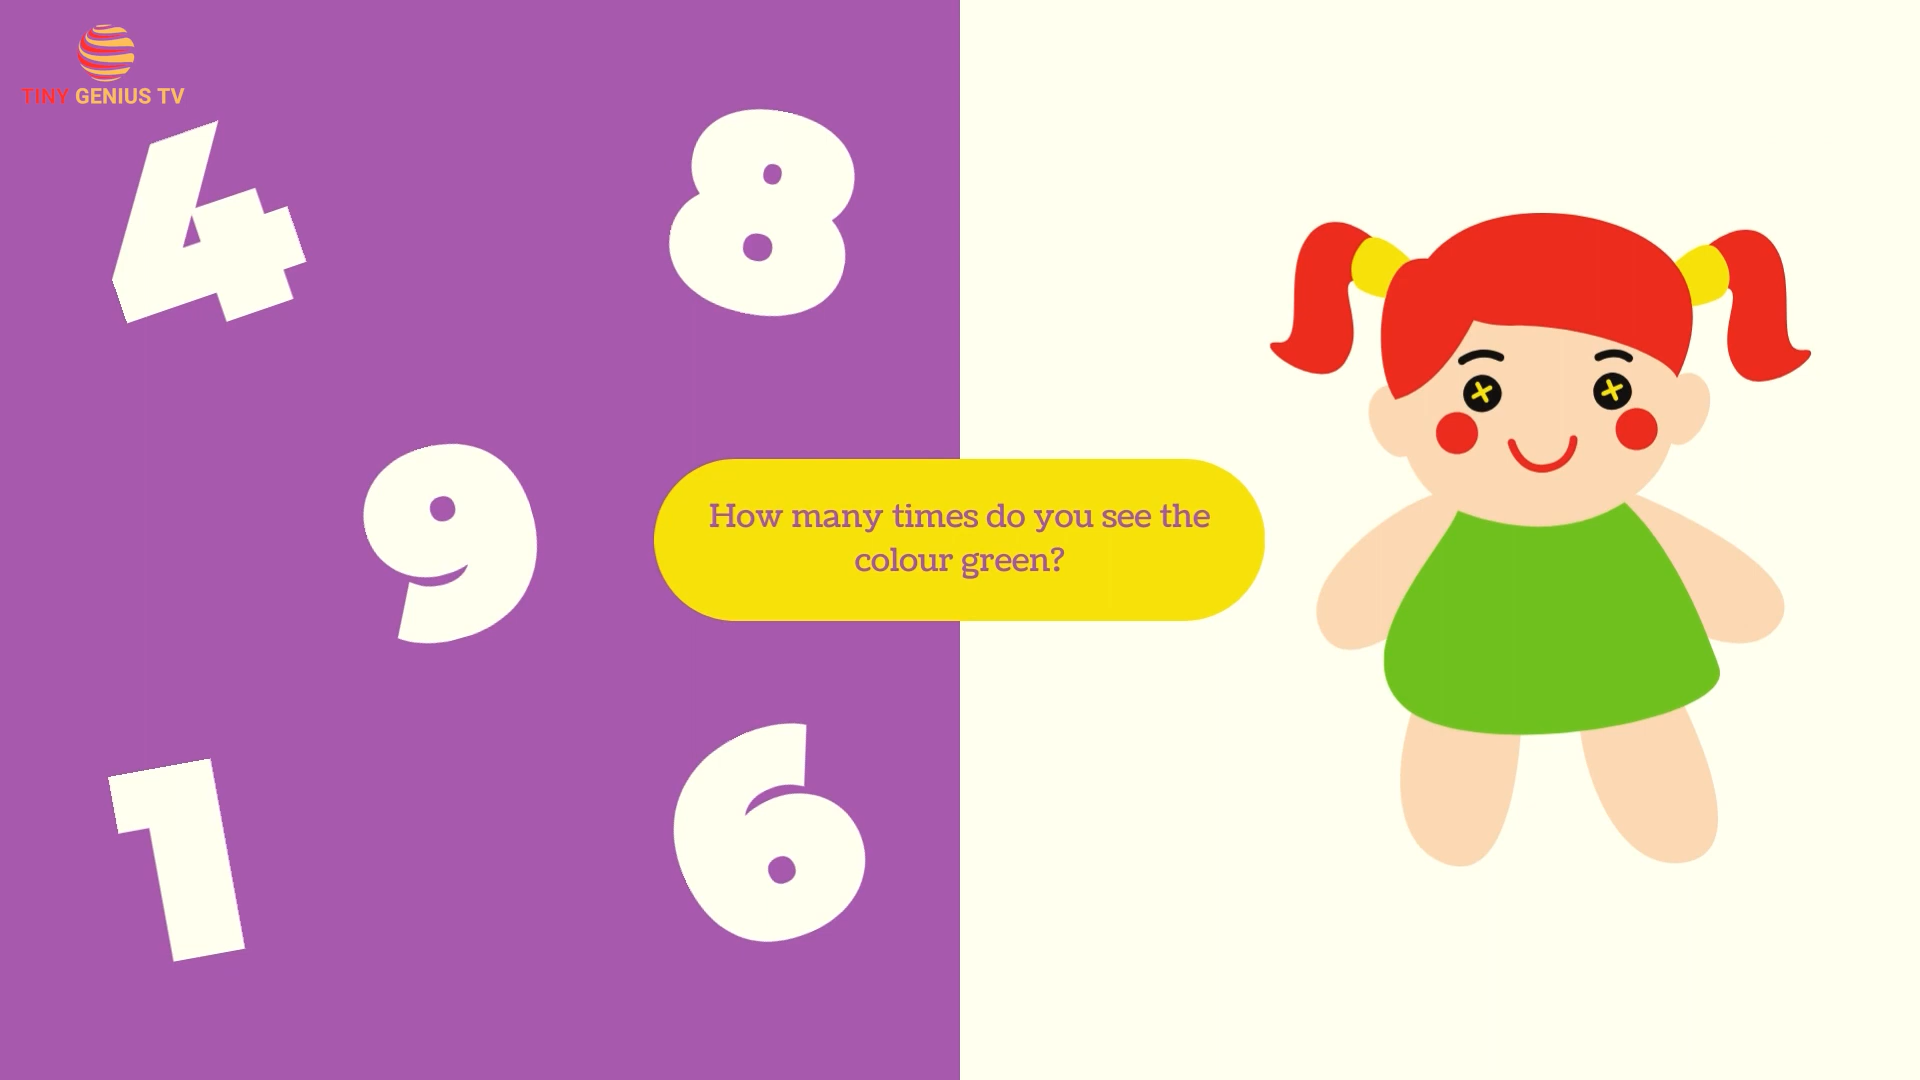 TINY GENIUS TV
4 8
9
How many times do you see the
colour green?
1 6